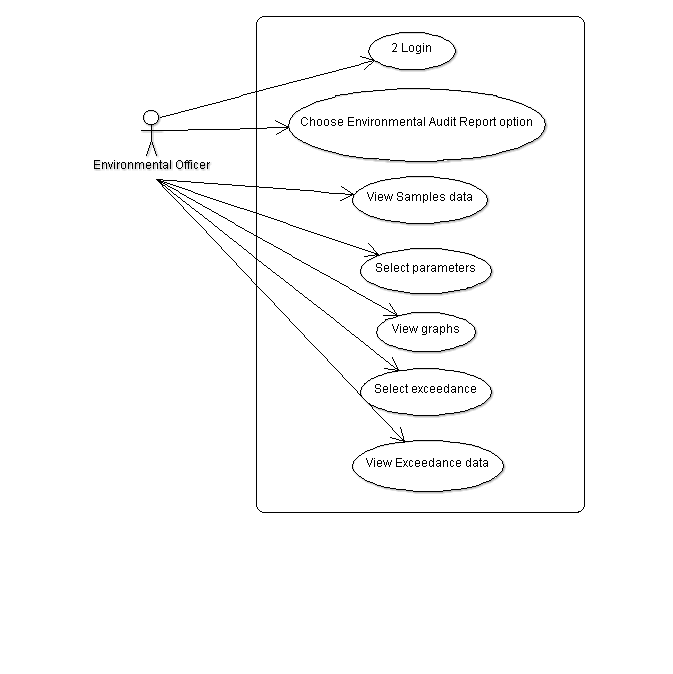 2 Login
Choose Environmental Audit Report option
Environmental Officer
View Samples data
Select parameters
View graphs
Select exceedance
View Exceedance data